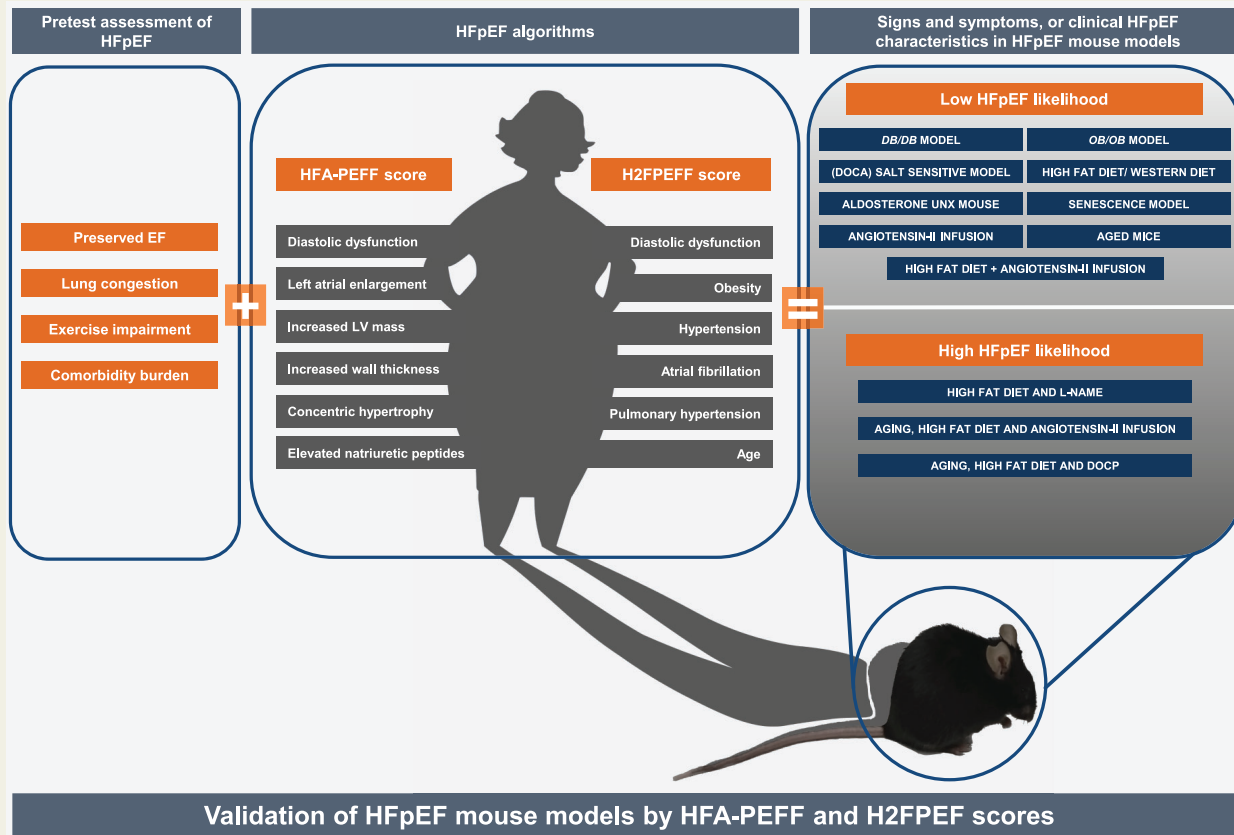 Pretest assessment of
HFpEF
HFpEF algorithms
Signs and symptoms, or clinical HFpEF
characteristics in HFpEF mouse models
Preserved EF
Lung congestion
Exercise impairment
Comorbidity burden
+
HFA-PEFF score
Diastolic dysfunction
Left atrial enlargement
Increased LV mass
Increased wall thickness
Concentric hypertrophy
Elevated natriuretic peptides
H2FPEFF score
Diastolic dysfunction
Obesity
Hypertension
Atrial fibrillation
Pulmonary hypertension
Age
=
Low HFpEF likelihood
DB/DB MODEL
OB/OB MODEL
(DOCA) SALT SENSITIVE MODEL
HIGH FAT DIET/ WESTERN DIET
ALDOSTERONE UNX MOUSE
SENESCENCE MODEL
ANGIOTENSIN-II INFUSION
AGED MICE
HIGH FAT DIET + ANGIOTENSIN-II INFUSION
High HFpEF likelihood
HIGH FAT DIET AND L-NAME
AGING, HIGH FAT DIET AND ANGIOTENSIN-II INFUSION
AGING, HIGH FAT DIET AND DOCP
Validation of HFpEF mouse models by HFA-PEFF and H2FPEF scores